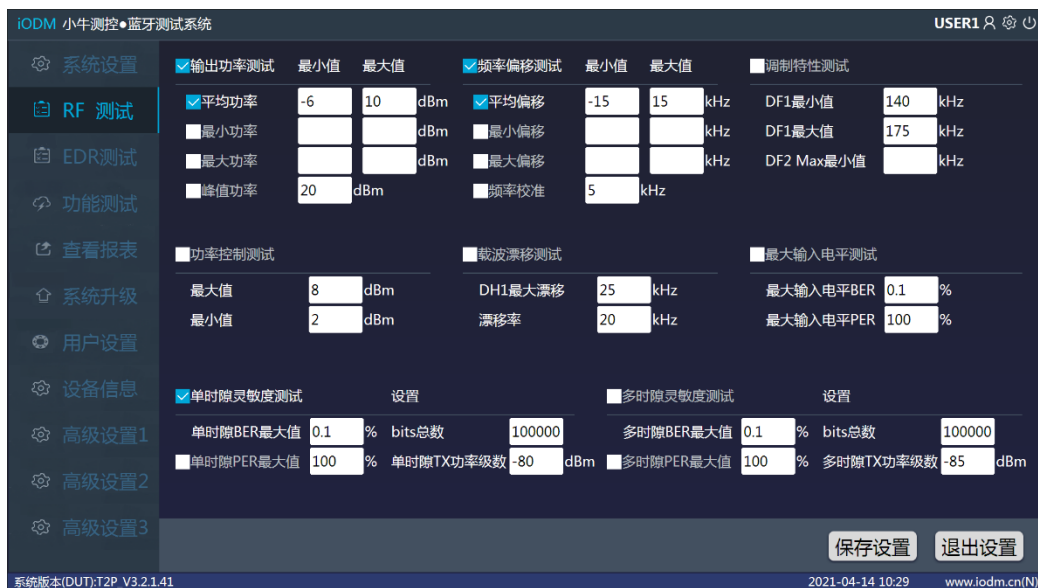 iODM 小牛测控●蓝牙测试系统 USER1
系统设置
RF 测试
EDR测试
功能测试
查看报表
系统升级
用户设置
设备信息
高级设置1
高级设置2
高级设置3
输出功率测试 最小值 最大值
平均功率 -6 10 dBm
最小功率 dBm
最大功率 dBm
峰值功率 20 dBm
频率偏移测试 最小值 最大值
平均偏移 -15 15 kHz
最小偏移 kHz
最大偏移 kHz
频率校准 5 kHz
调制特性测试
DF1最小值 140 kHz
DF1最大值 175 kHz
DF2 Max最小值 kHz
功率控制测试
最大值 8 dBm
最小值 2 dBm
载波漂移测试
DH1最大漂移 25 kHz
漂移率 20 kHz
最大输入电平测试
最大输入电平BER 0.1 %
最大输入电平PER 100 %
单时隙灵敏度测试 设置
单时隙BER最大值 0.1 % bits总数 100000
单时隙PER最大值 100 % 单时隙TX功率级数 -80 dBm
多时隙灵敏度测试 设置
多时隙BER最大值 0.1 % bits总数 100000
多时隙PER最大值 100 % 多时隙TX功率级数 -85 dBm
保存设置 退出设置
系统版本(DUT):T2P_V3.2.1.41 2021-04-14 10:29 www.iodm.cn(N)